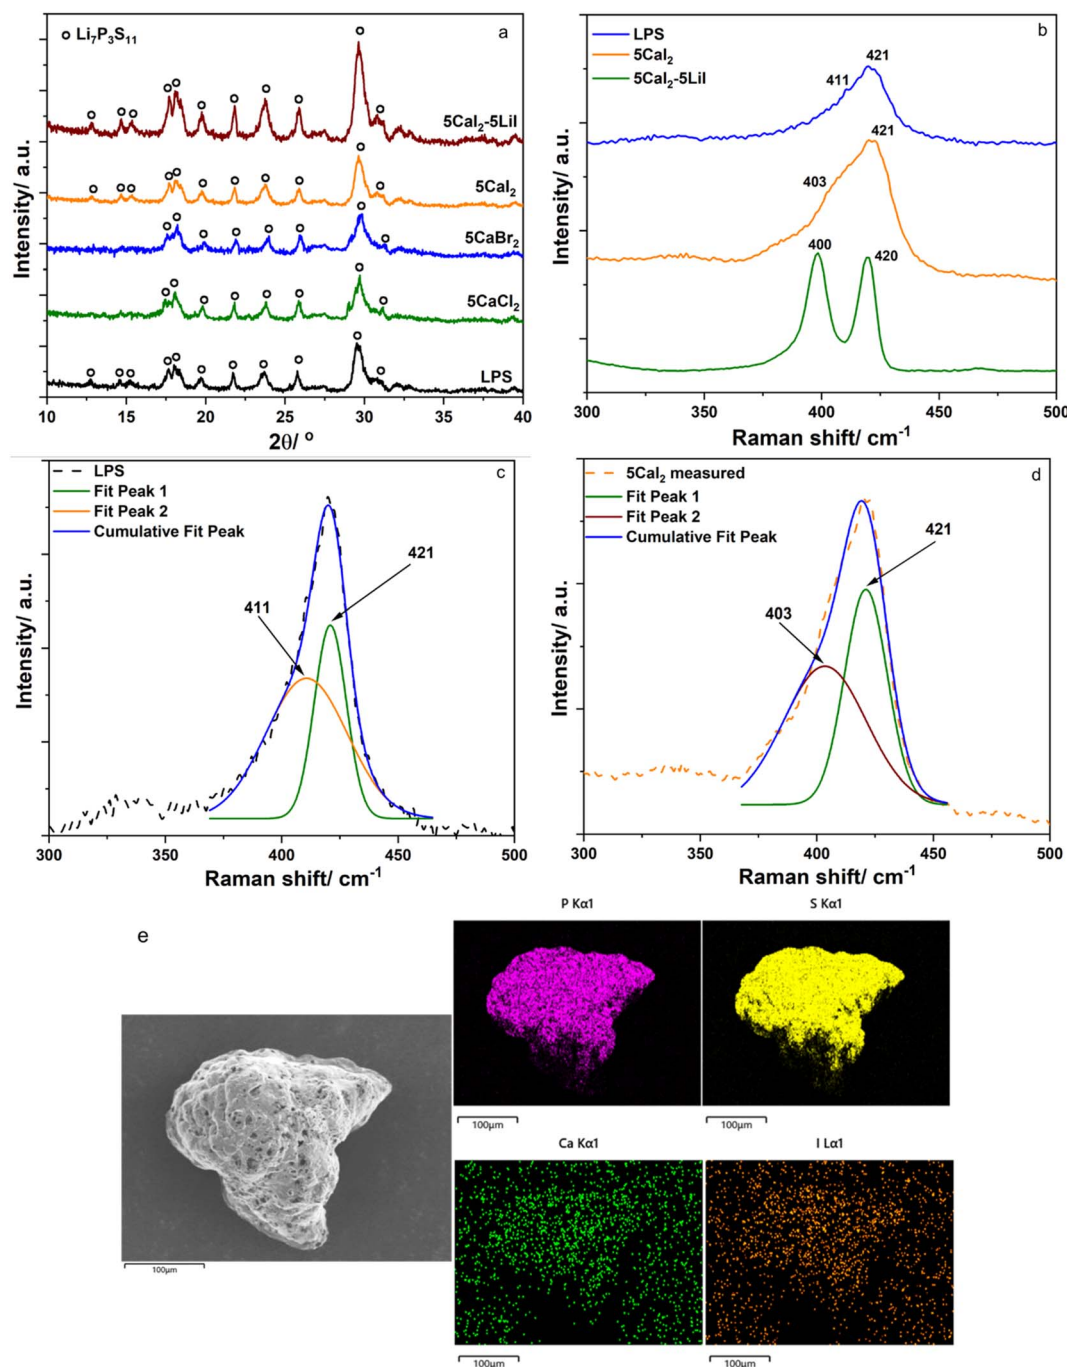 a
o Li₇P₃S₁₁
5CaI₂-5LiI
5CaI₂
5CaBr₂
5CaCl₂
LPS
Intensity/ a.u.
10 15 20 25 30 35 40
2θ/ º
b
LPS
5CaI₂
5CaI₂-5LiI
421
411
421
403
400
420
Intensity/ a.u.
300 400 450 500
Raman shift/ cm⁻¹
c
LPS
Fit Peak 1
Fit Peak 2
Cumulative Fit Peak
421
411
Intensity/ a.u.
300 350 400 450 500
Raman shift/ cm⁻¹
d
5CaI₂ measured
Fit Peak 1
Fit Peak 2
Cumulative Fit Peak
421
403
Intensity/ a.u.
300 350 400 450 500
Raman shift/ cm⁻¹
e
100µm
P Kα1
100µm
S Kα1
100µm
Ca Kα1
100µm
I Lα1
100µm